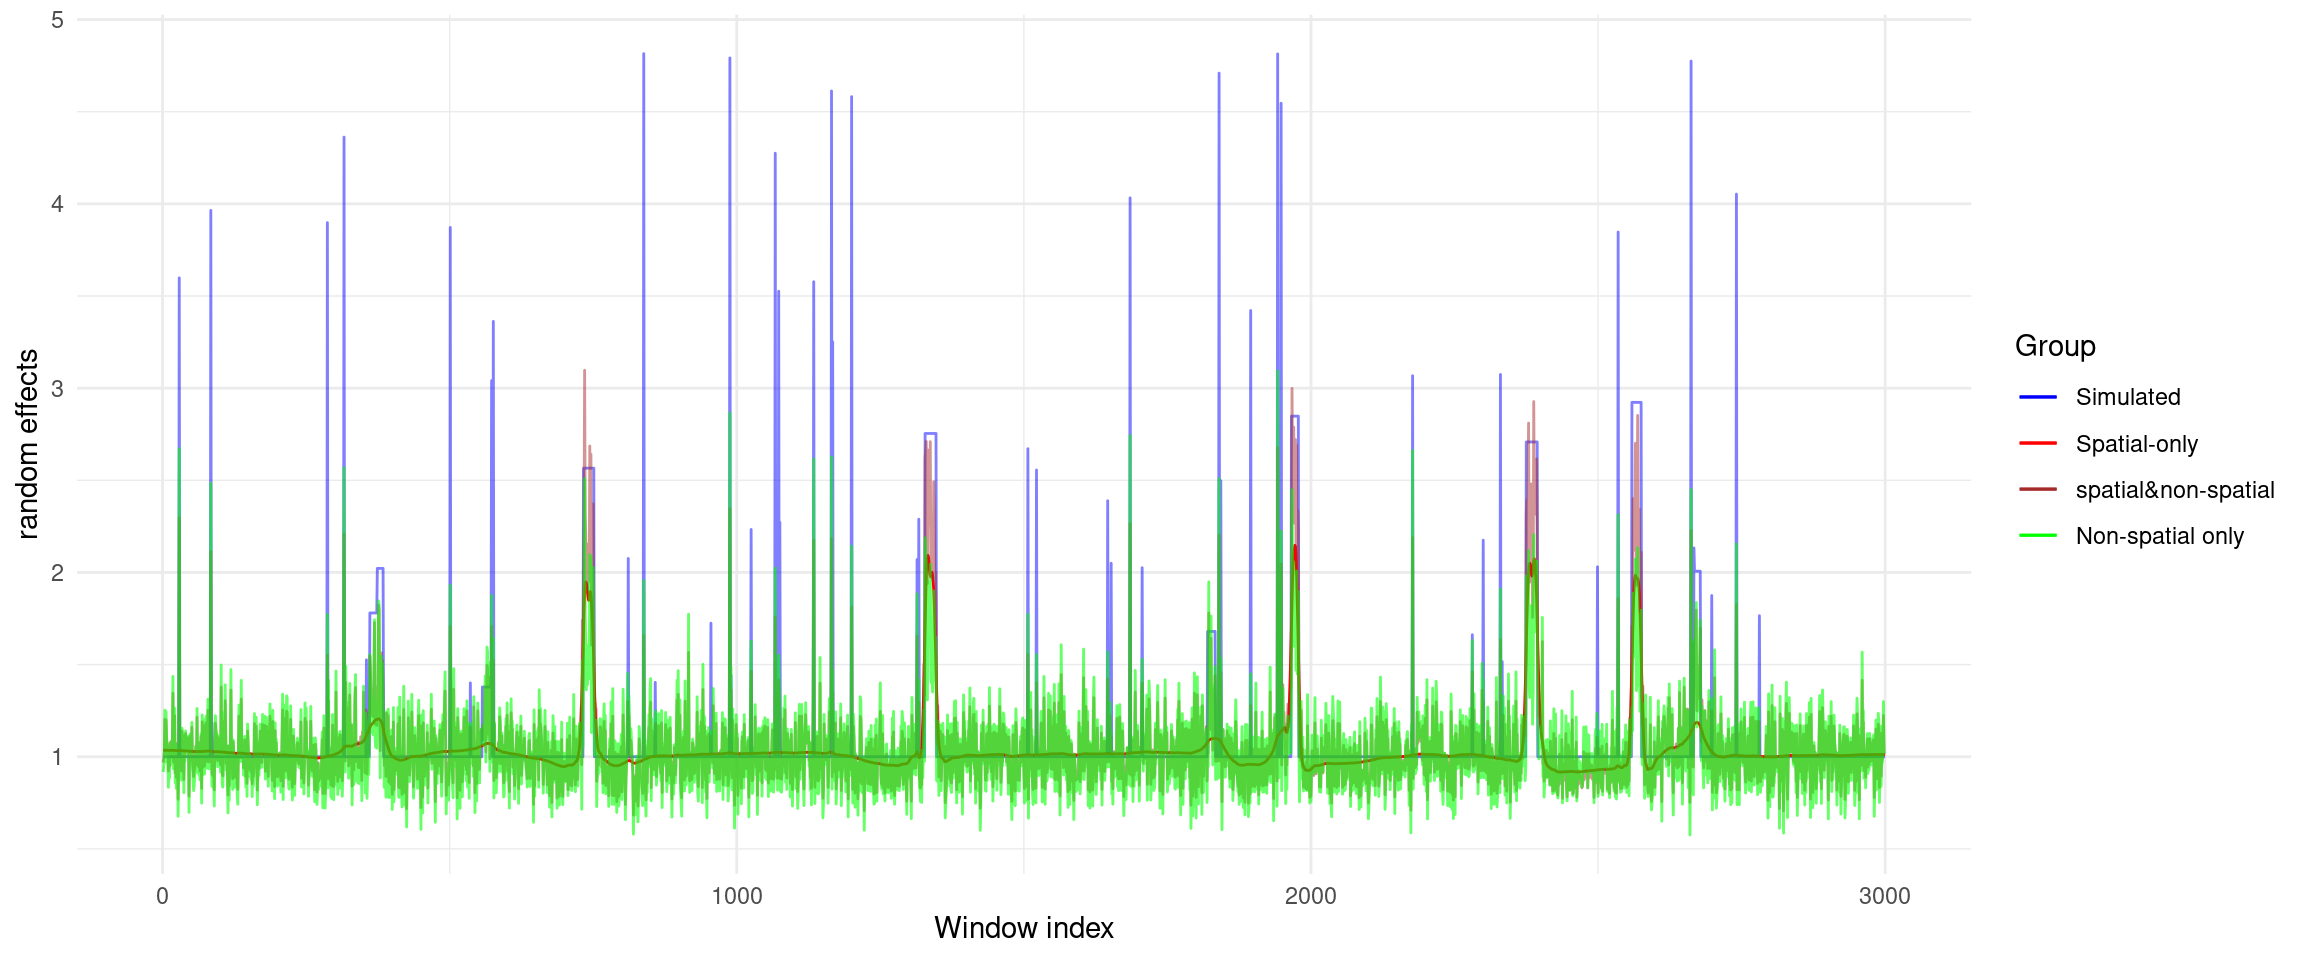 random effects
5
4
3
2
1
0
1000
2000
3000
Window index
Group
Simulated
Spatial-only
spatial&non-spatial
Non-spatial only